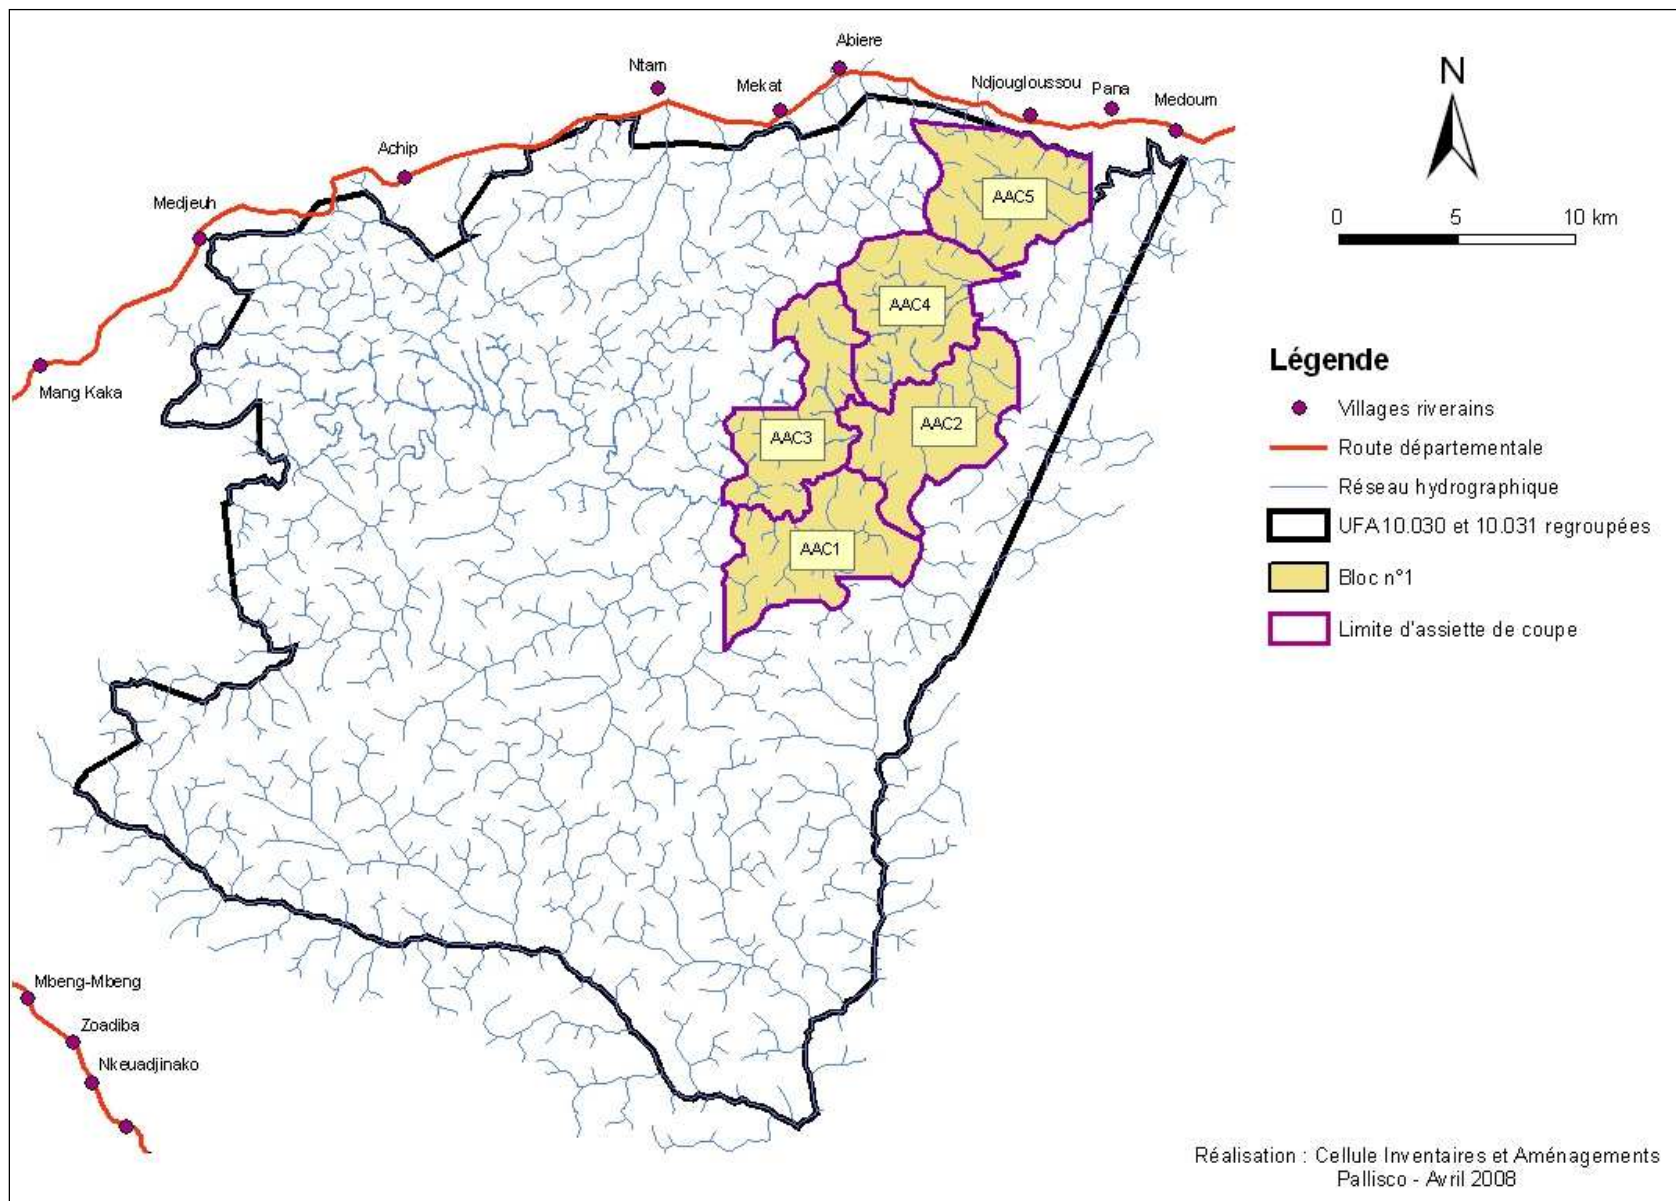 Abiere
Ntam
Mekat
Ndjougloussou
Pana
Medoum
Achip
Medjeuh
Mang Kaka
AAC5
AAC4
AAC3
AAC2
AAC1
Mbeng-Mbeng
Zoadiba
Nkeuadjinako
N
0 5 10 km
Légende
Villages riverains
Route départementale
Réseau hydrographique
UFA10.030 et 10.031 regroupées
Bloc n°1
Limite d'assiette de coupe
Réalisation : Cellule Inventaires et Aménagements
Pallisco - Avril 2008